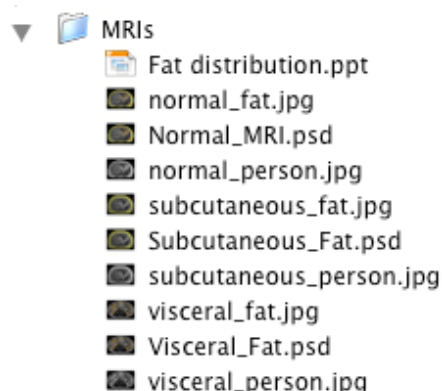 MRIs
Fat distribution.ppt
normal_fat.jpg
Normal_MRI.psd
normal_person.jpg
subcutaneous_fat.jpg
Subcutaneous_Fat.psd
subcutaneous_person.jpg
visceral_fat.jpg
Visceral_Fat.psd
visceral_person.jpg